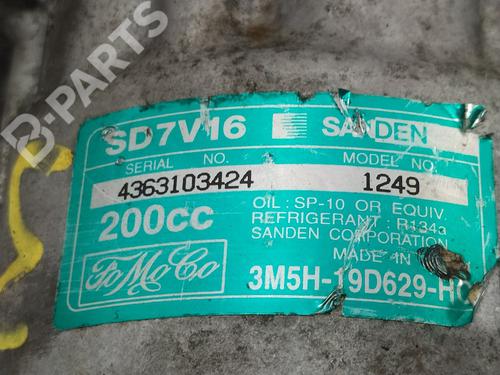 B-PARTS
SD7V16 SANDEN
SERIAL NO. MODEL NO.
4363103424 1249
200cc
OIL : SP-10 OR EQUIV.
REFRIGERANT : R134a
SANDEN CORPORATION
MADE IN
FoMoCo
3M5H-19D629-H